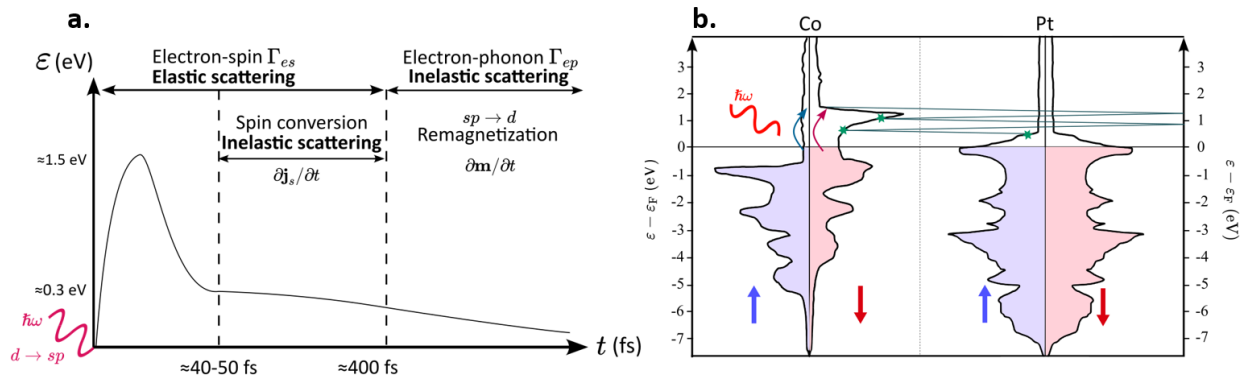 a.
ℰ (eV)
Electron-spin Γes
Elastic scattering
Electron-phonon Γep
Inelastic scattering
Spin conversion
Inelastic scattering
∂js/∂t
sp → d
Remagnetization
∂m/∂t
≈1.5 eV
≈0.3 eV
ħω
d → sp
≈40-50 fs
≈400 fs
t (fs)
b.
Co
Pt
ħω
3
2
1
0
-1
-2
-3
-4
-5
-6
-7
ε − εF (eV)
3
2
1
0
-1
-2
-3
-4
-5
-6
-7
ε − εF (eV)